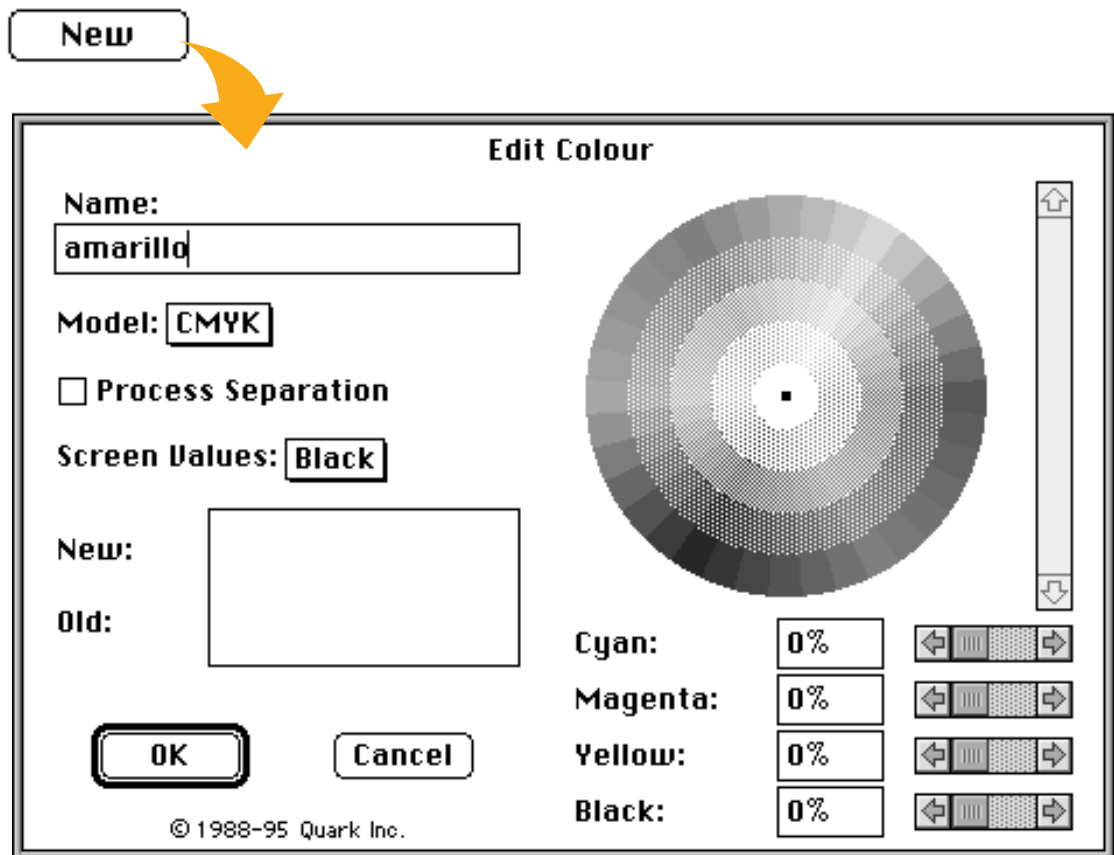 New
Edit Colour
Name:
amarillo
Model: CMYK
Process Separation
Screen Values: Black
New:
Old:
Cyan: 0%
Magenta: 0%
Yellow: 0%
Black: 0%
OK Cancel
© 1988-95 Quark Inc.